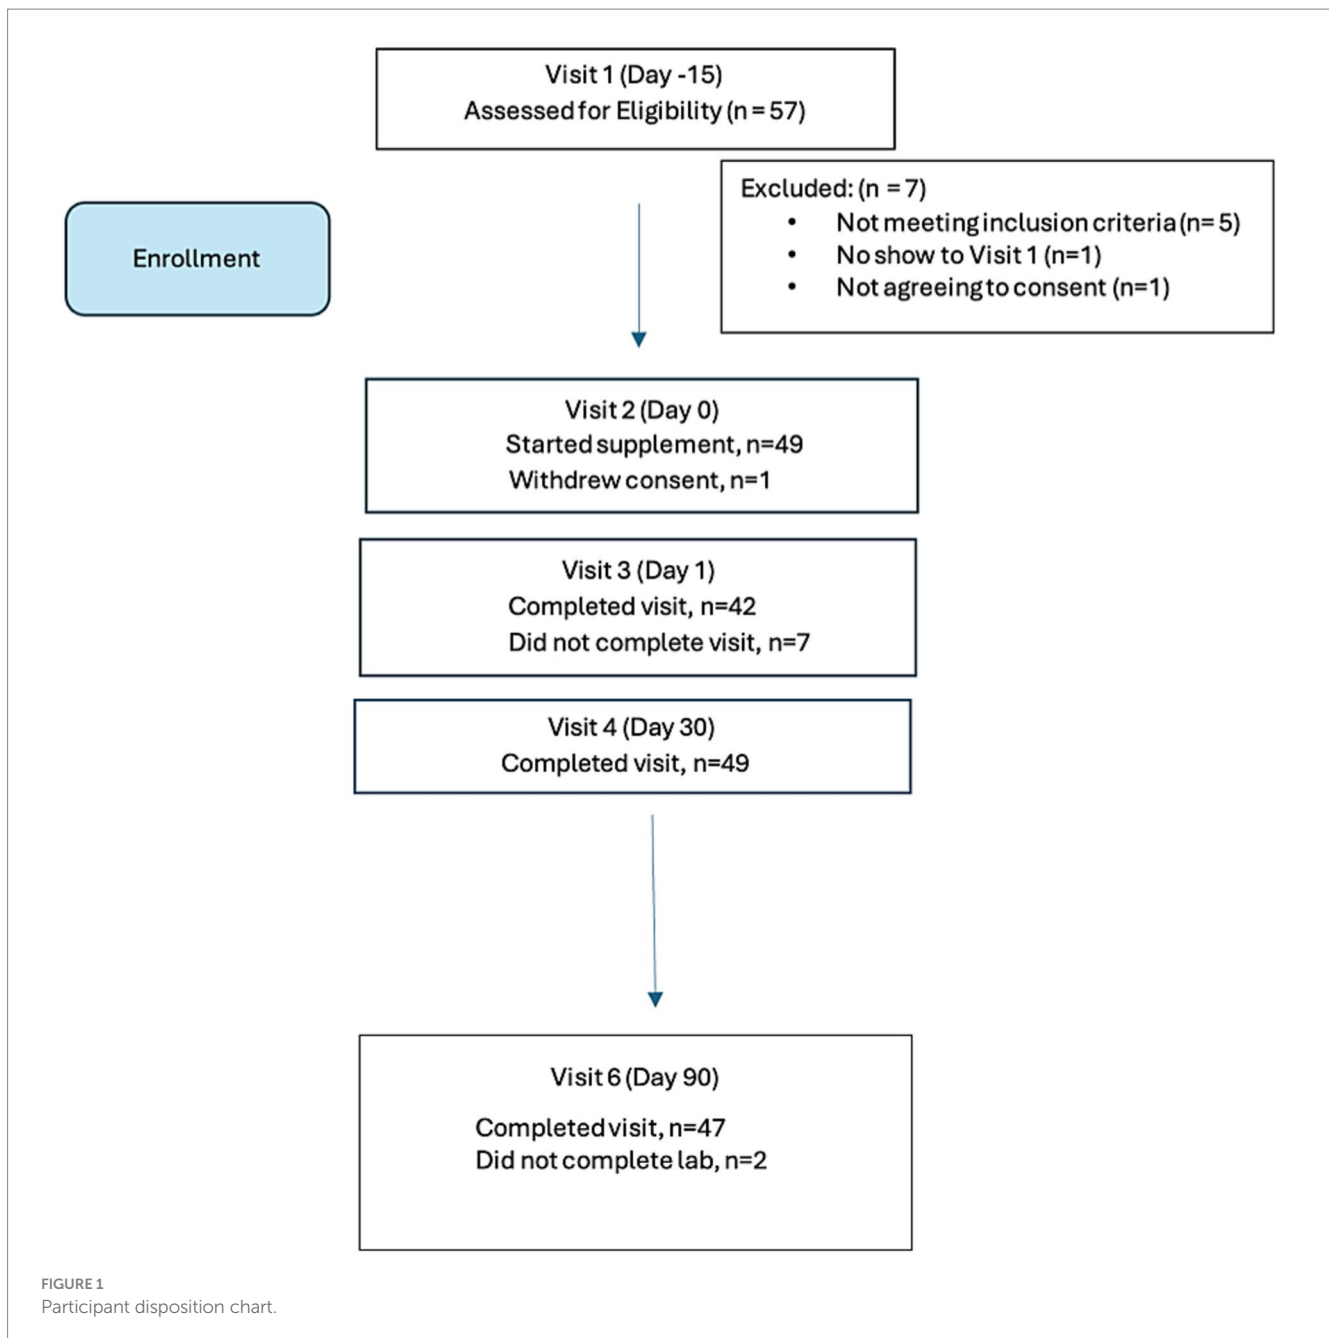 Visit 1 (Day -15)
Assessed for Eligibility (n = 57)
Excluded: (n = 7)
• Not meeting inclusion criteria (n= 5)
• No show to Visit 1 (n=1)
• Not agreeing to consent (n=1)
Enrollment
Visit 2 (Day 0)
Started supplement, n=49
Withdrew consent, n=1
Visit 3 (Day 1)
Completed visit, n=42
Did not complete visit, n=7
Visit 4 (Day 30)
Completed visit, n=49
Visit 6 (Day 90)
Completed visit, n=47
Did not complete lab, n=2
FIGURE 1
Participant disposition chart.